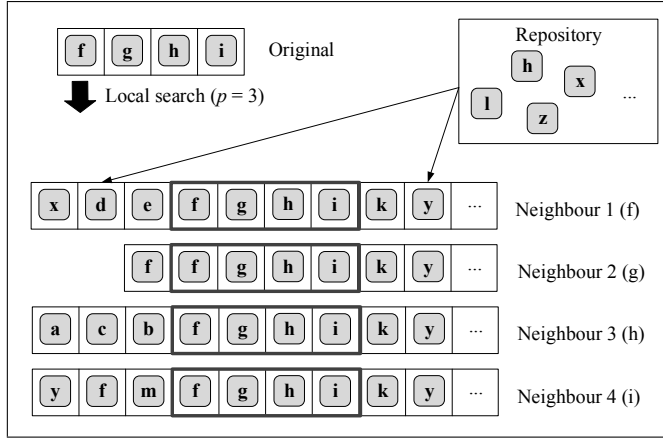 f g h i Original
Local search (p = 3)
Repository
h
x
l
z
...
x d e f g h i k y ... Neighbour 1 (f)
f f g h i k y ... Neighbour 2 (g)
a c b f g h i k y ... Neighbour 3 (h)
y f m f g h i k y ... Neighbour 4 (i)